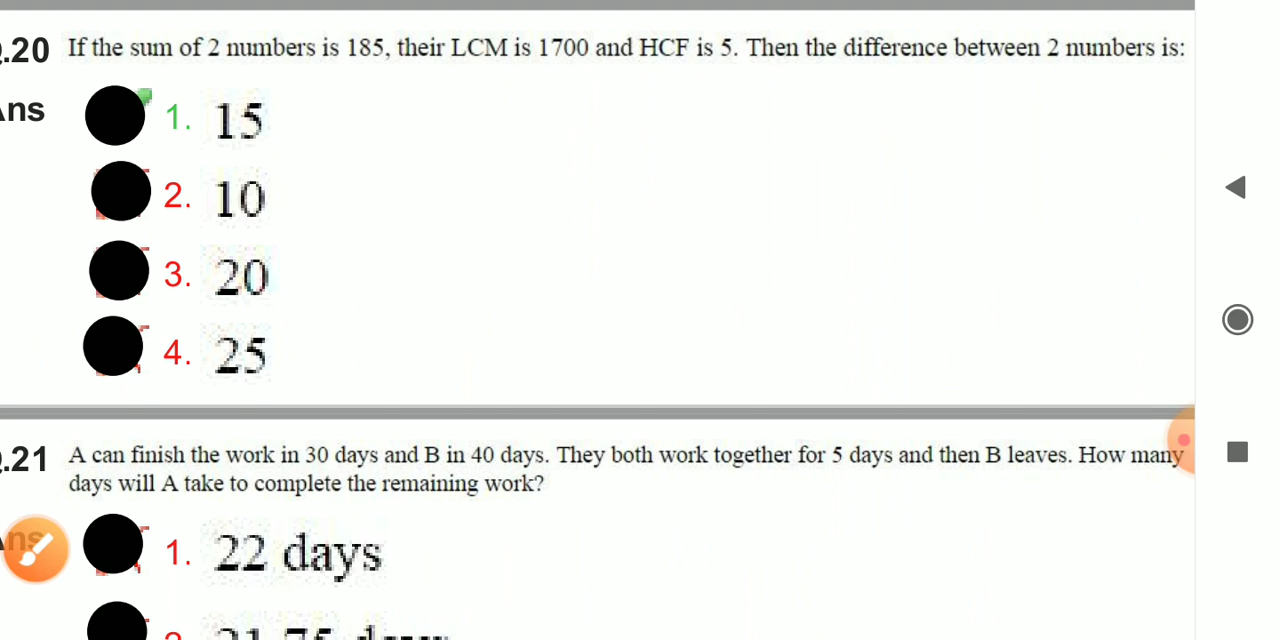 .20 If the sum of 2 numbers is 185, their LCM is 1700 and HCF is 5. Then the difference between 2 numbers is:
Ans
1. 15
2. 10
3. 20
4. 25
.21 A can finish the work in 30 days and B in 40 days. They both work together for 5 days and then B leaves. How many
days will A take to complete the remaining work?
Ans
1. 22 days